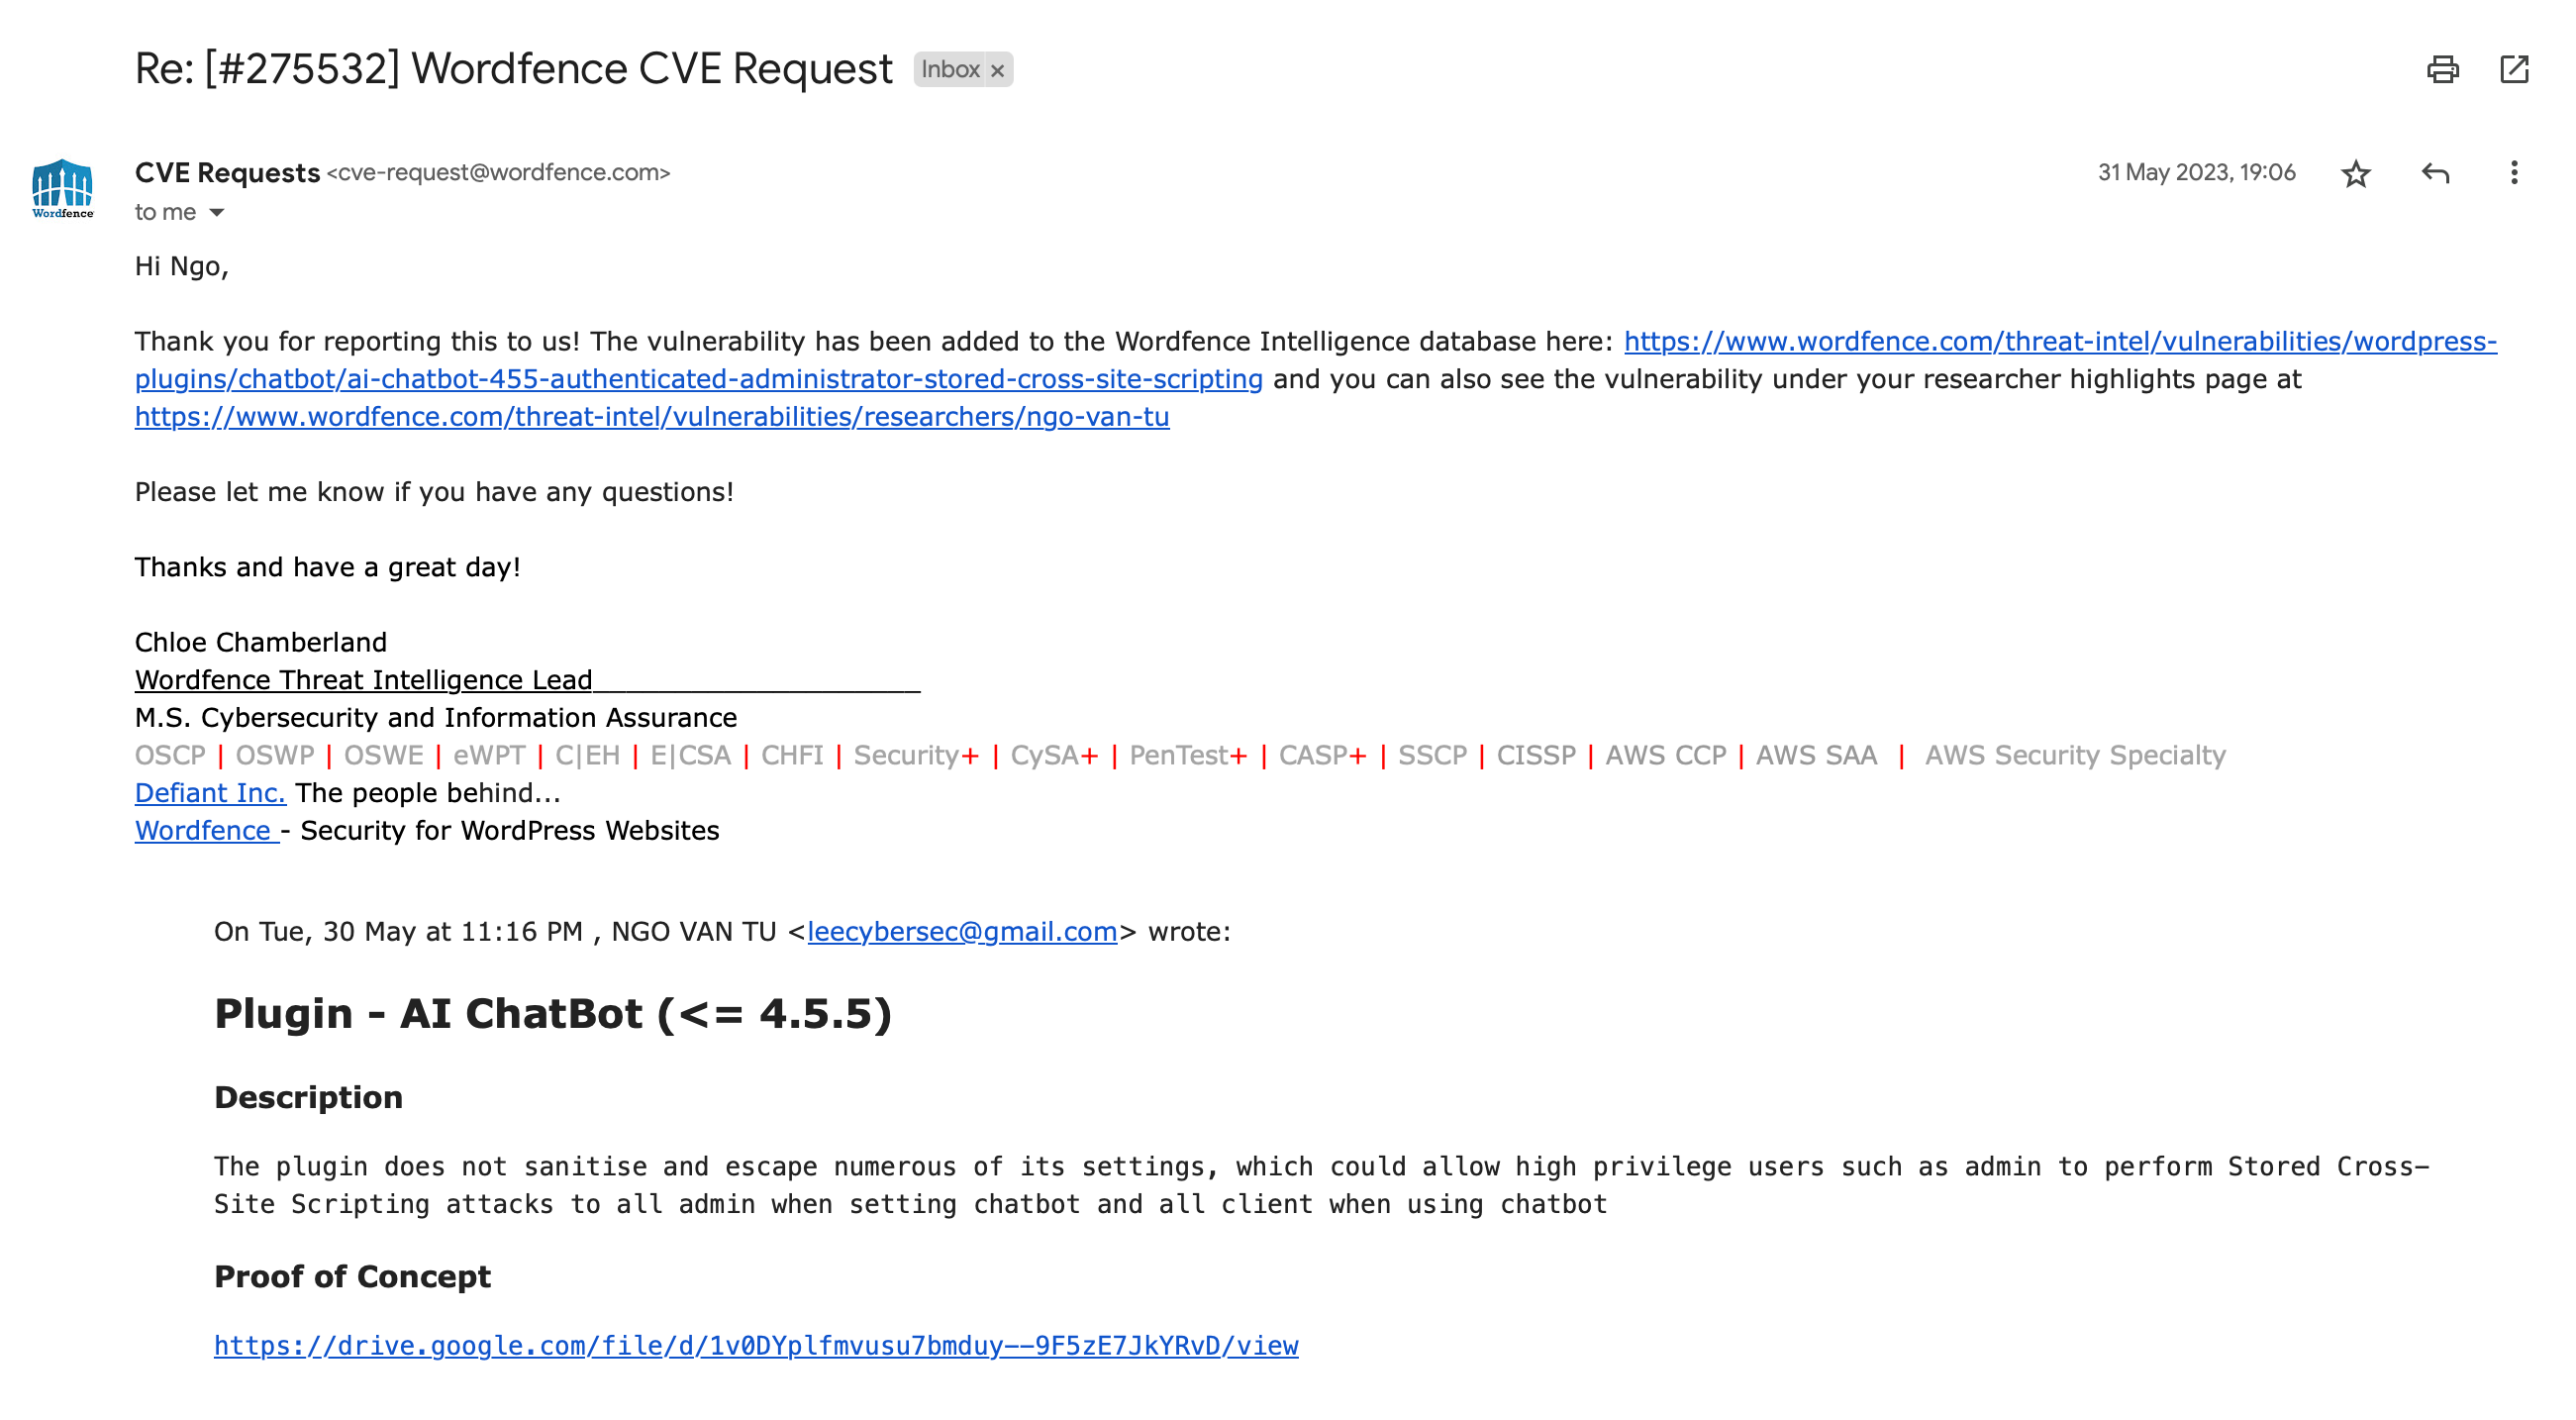 Re: [#275532] Wordfence CVE Request Inbox ×
CVE Requests <cve-request@wordfence.com> 31 May 2023, 19:06
Wordfence
to me
Hi Ngo,
Thank you for reporting this to us! The vulnerability has been added to the Wordfence Intelligence database here: https://www.wordfence.com/threat-intel/vulnerabilities/wordpress-
plugins/chatbot/ai-chatbot-455-authenticated-administrator-stored-cross-site-scripting and you can also see the vulnerability under your researcher highlights page at
https://www.wordfence.com/threat-intel/vulnerabilities/researchers/ngo-van-tu
Please let me know if you have any questions!
Thanks and have a great day!
Chloe Chamberland
Wordfence Threat Intelligence Lead____________________
M.S. Cybersecurity and Information Assurance
OSCP | OSWP | OSWE | eWPT | C|EH | E|CSA | CHFI | Security+ | CySA+ | PenTest+ | CASP+ | SSCP | CISSP | AWS CCP | AWS SAA | AWS Security Specialty
Defiant Inc. The people behind...
Wordfence - Security for WordPress Websites
On Tue, 30 May at 11:16 PM , NGO VAN TU <leecybersec@gmail.com> wrote:
Plugin - AI ChatBot (<= 4.5.5)
Description
The plugin does not sanitise and escape numerous of its settings, which could allow high privilege users such as admin to perform Stored Cross-
Site Scripting attacks to all admin when setting chatbot and all client when using chatbot
Proof of Concept
https://drive.google.com/file/d/1v0DYplfmvusu7bmduy--9F5zE7JkYRvD/view